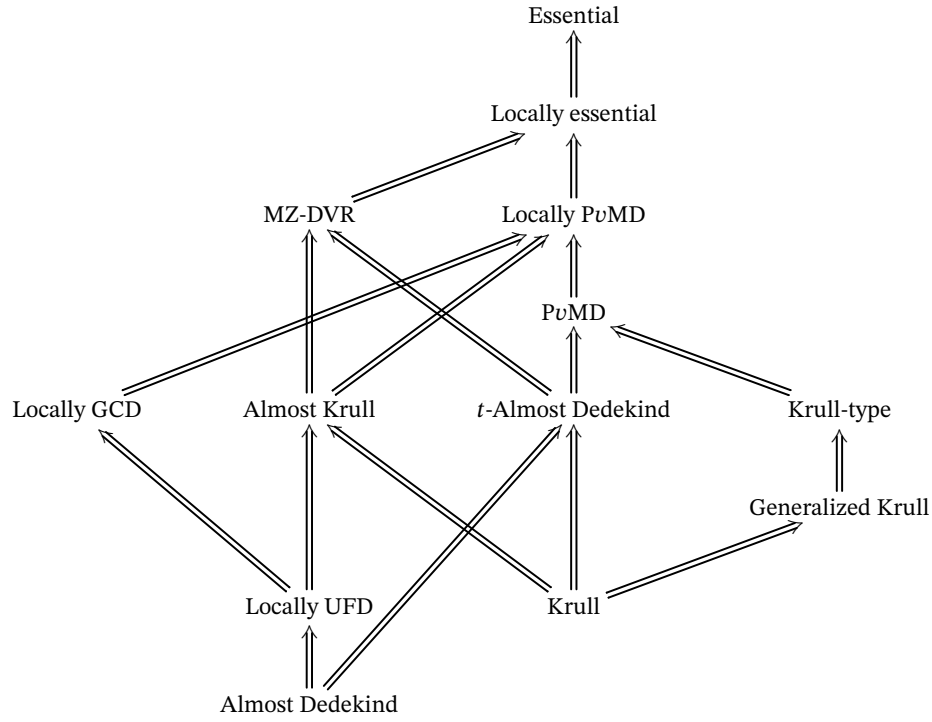 Essential
Locally essential
MZ-DVR
Locally PvMD
PvMD
Locally GCD
Almost Krull
t-Almost Dedekind
Krull-type
Generalized Krull
Locally UFD
Krull
Almost Dedekind